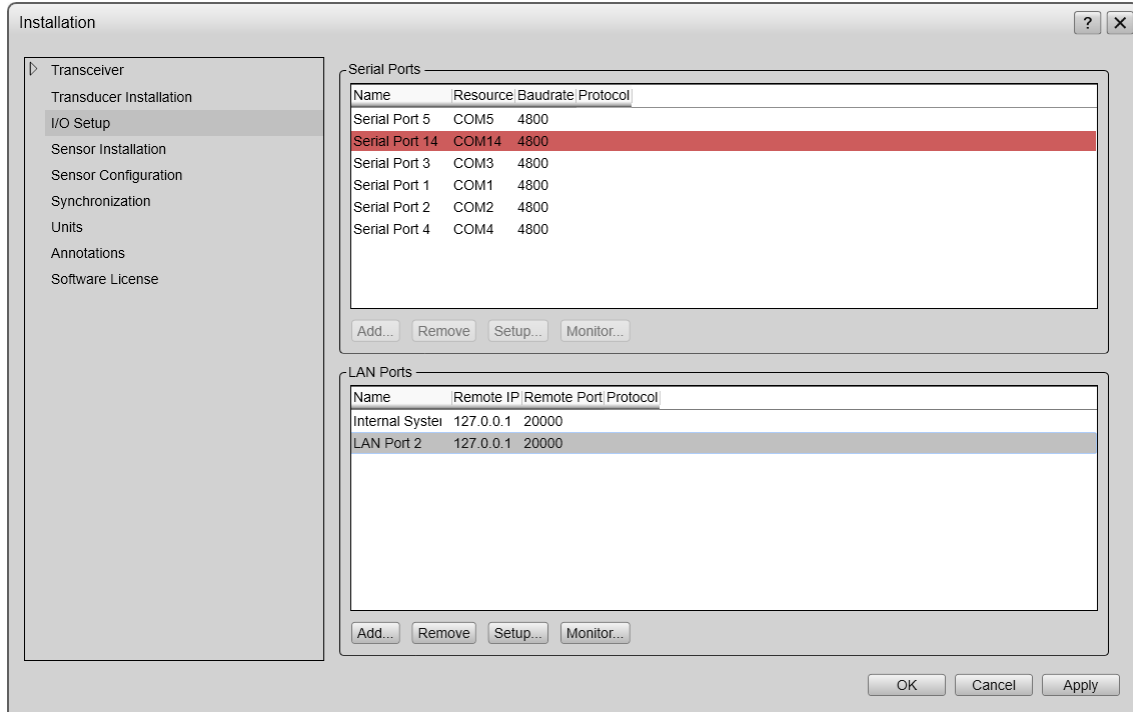 Installation
?
Transceiver
Transducer Installation
I/O Setup
Sensor Installation
Sensor Configuration
Synchronization
Units
Annotations
Software License
Serial Ports
Name Resource Baudrate Protocol
Serial Port 5 COM5 4800
Serial Port 14 COM14 4800
Serial Port 3 COM3 4800
Serial Port 1 COM1 4800
Serial Port 2 COM2 4800
Serial Port 4 COM4 4800
Add... Remove Setup... Monitor...
LAN Ports
Name Remote IP Remote Port Protocol
Internal Syster 127.0.0.1 20000
LAN Port 2 127.0.0.1 20000
Add... Remove Setup... Monitor...
OK Cancel Apply